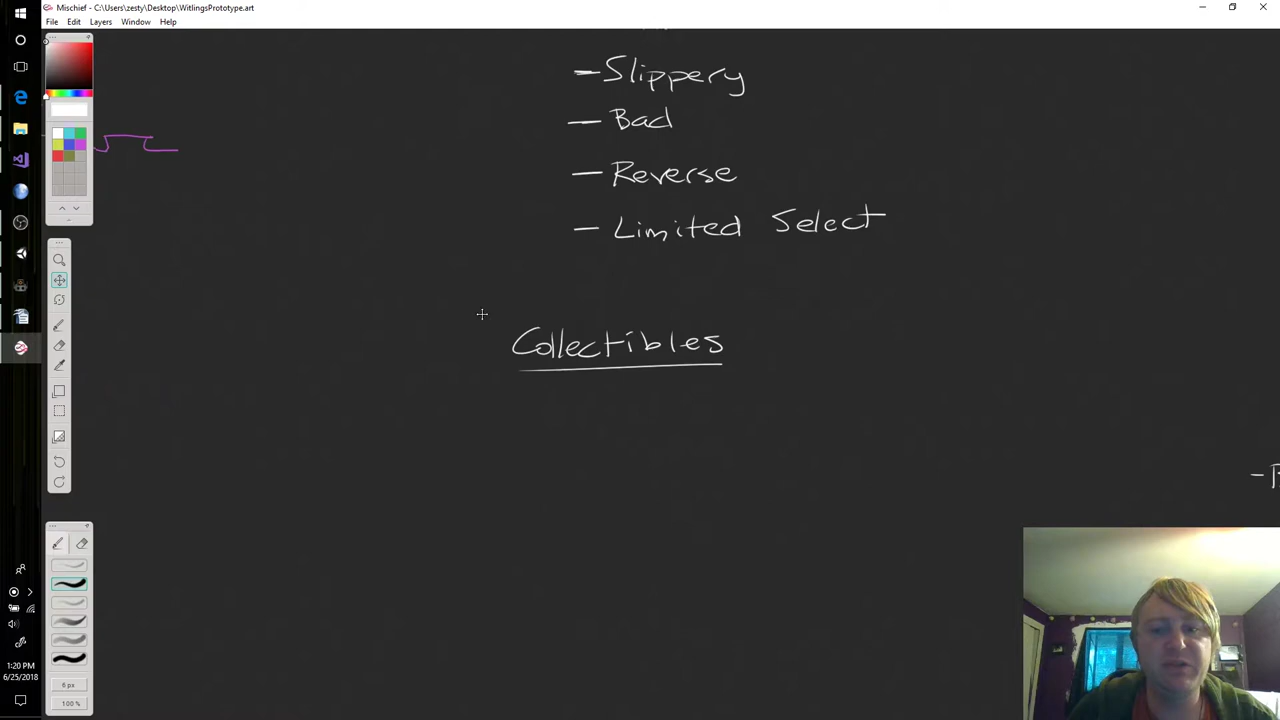 Mischief - C:\Users\zesty\Desktop\WitlingsPrototype.art
File Edit Layers Window Help
- Slippery
- Bad
- Reverse
- Limited Select
Collectibles
-
6 px
100 %
1:20 PM
6/25/2018